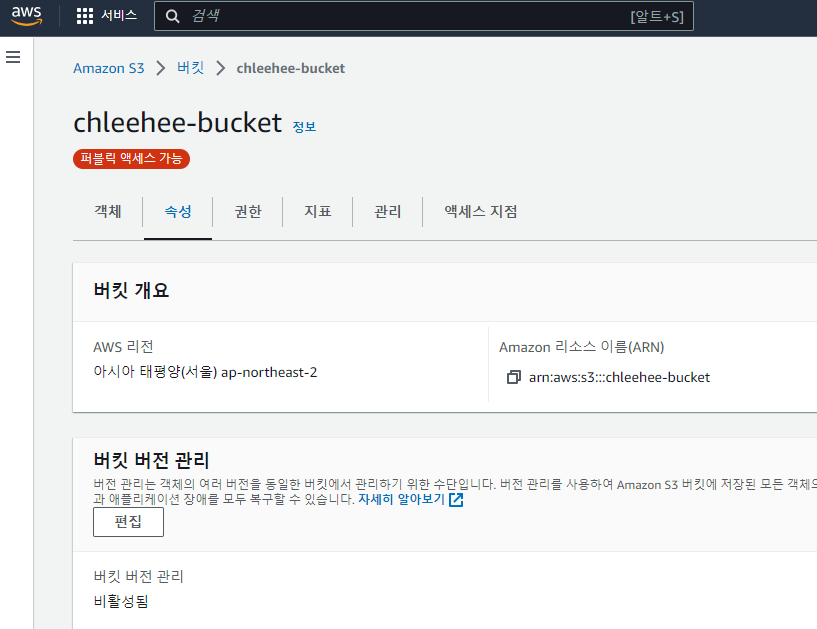 aws
서비스
검색
[알트+S]
Amazon S3 > 버킷 > chleehee-bucket
chleehee-bucket 정보
퍼블릭 액세스 가능
객체 속성 권한 지표 관리 액세스 지점
버킷 개요
AWS 리전
아시아 태평양(서울) ap-northeast-2
Amazon 리소스 이름(ARN)
arn:aws:s3:::chleehee-bucket
버킷 버전 관리
버전 관리는 객체의 여러 버전을 동일한 버킷에서 관리하기 위한 수단입니다. 버전 관리를 사용하여 Amazon S3 버킷에 저장된 모든 객체의
과 애플리케이션 장애를 모두 복구할 수 있습니다. 자세히 알아보기
편집
버킷 버전 관리
비활성됨